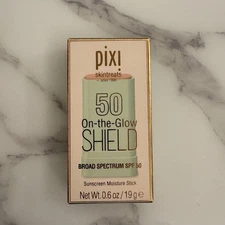 pixi
skintreats
50
On-the-Glow
SHIELD
BROAD SPECTRUM SPF 50
Sunscreen Moisture Stick
Net Wt. 0.6 oz / 19 g ℮